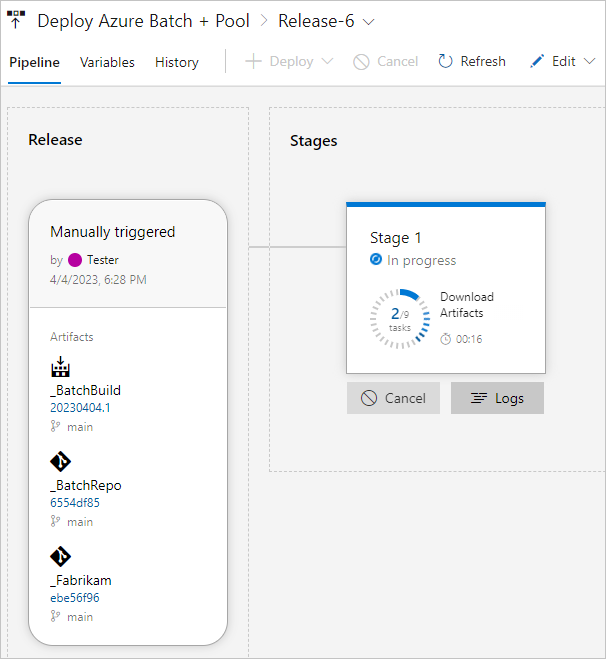 Deploy Azure Batch + Pool > Release-6
Pipeline Variables History Deploy Cancel Refresh Edit
Release
Stages
Manually triggered
by Tester
4/4/2023, 6:28 PM
Artifacts
_BatchBuild
20230404.1
main
_BatchRepo
6554df85
main
_Fabrikam
ebe56f96
main
Stage 1
In progress
2/9
tasks
Download
Artifacts
00:16
Cancel Logs